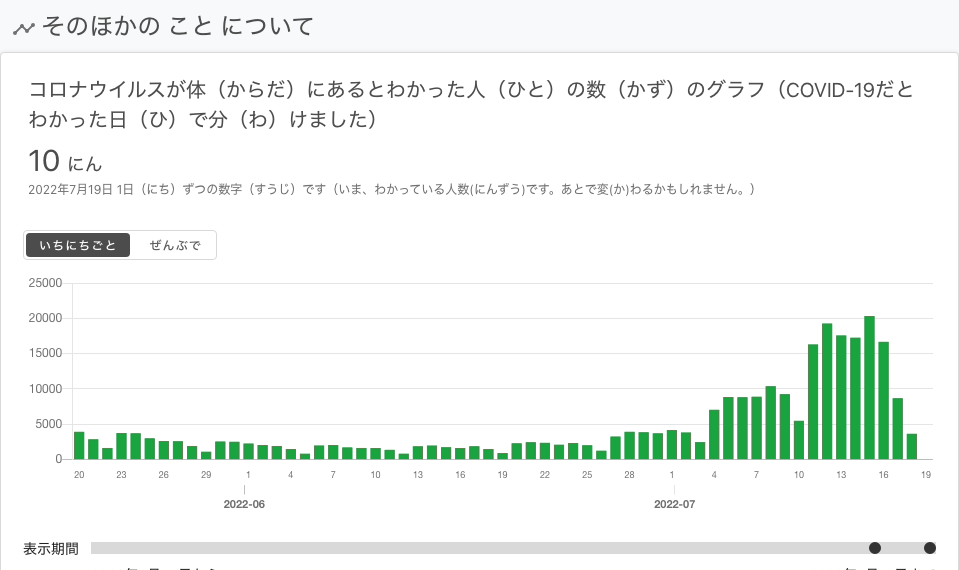 そのほかの こと について
コロナウイルスが体（からだ）にあるとわかった人（ひと）の数（かず）のグラフ（COVID-19だと
わかった日（ひ）で分（わ）けました）
10 にん
2022年7月19日 1日（にち）ずつの数字（すうじ）です（いま、わかっている人数(にんずう)です。あとで変(か)わるかもしれません。）
いちにちごと ぜんぶで
25000
20000
15000
10000
5000
0
20 23 26 29 1 4 7 10 13 16 19 22 25 28 1 4 7 10 13 16 19
2022-06 2022-07
表示期間